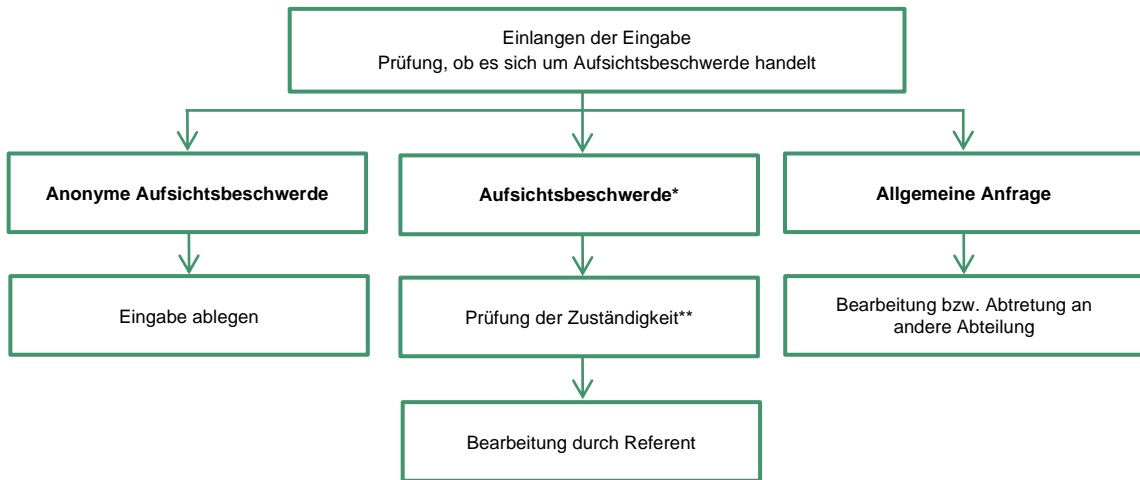 Einlangen der Eingabe
Prüfung, ob es sich um Aufsichtsbeschwerde handelt
Anonyme Aufsichtsbeschwerde
Aufsichtsbeschwerde*
Allgemeine Anfrage
Eingabe ablegen
Prüfung der Zuständigkeit**
Bearbeitung bzw. Abtretung an
andere Abteilung
Bearbeitung durch Referent